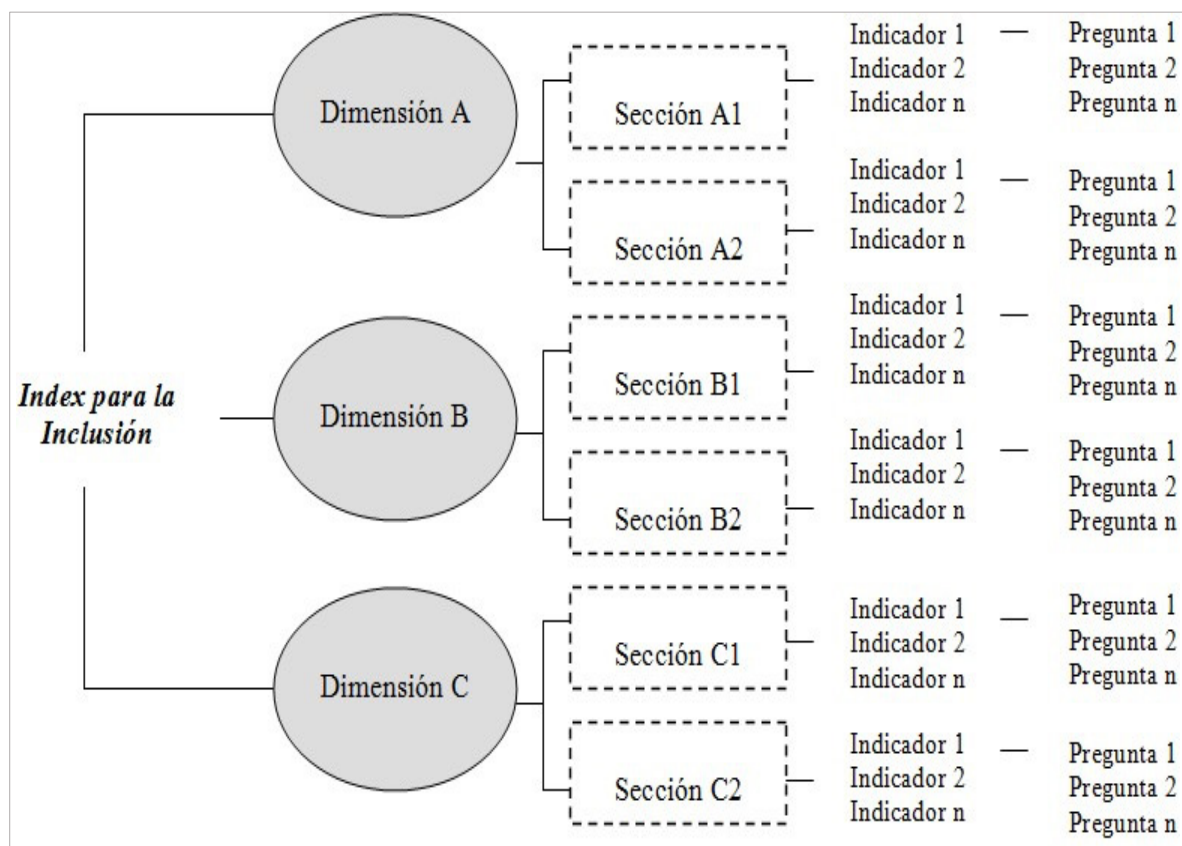 Index para la
Inclusión
Dimensión A
Sección A1
Indicador 1 — Pregunta 1
Indicador 2 Pregunta 2
Indicador n Pregunta n
Sección A2
Indicador 1 — Pregunta 1
Indicador 2 Pregunta 2
Indicador n Pregunta n
Dimensión B
Sección B1
Indicador 1 — Pregunta 1
Indicador 2 Pregunta 2
Indicador n Pregunta n
Sección B2
Indicador 1 — Pregunta 1
Indicador 2 Pregunta 2
Indicador n Pregunta n
Dimensión C
Sección C1
Indicador 1 — Pregunta 1
Indicador 2 Pregunta 2
Indicador n Pregunta n
Sección C2
Indicador 1 — Pregunta 1
Indicador 2 Pregunta 2
Indicador n Pregunta n